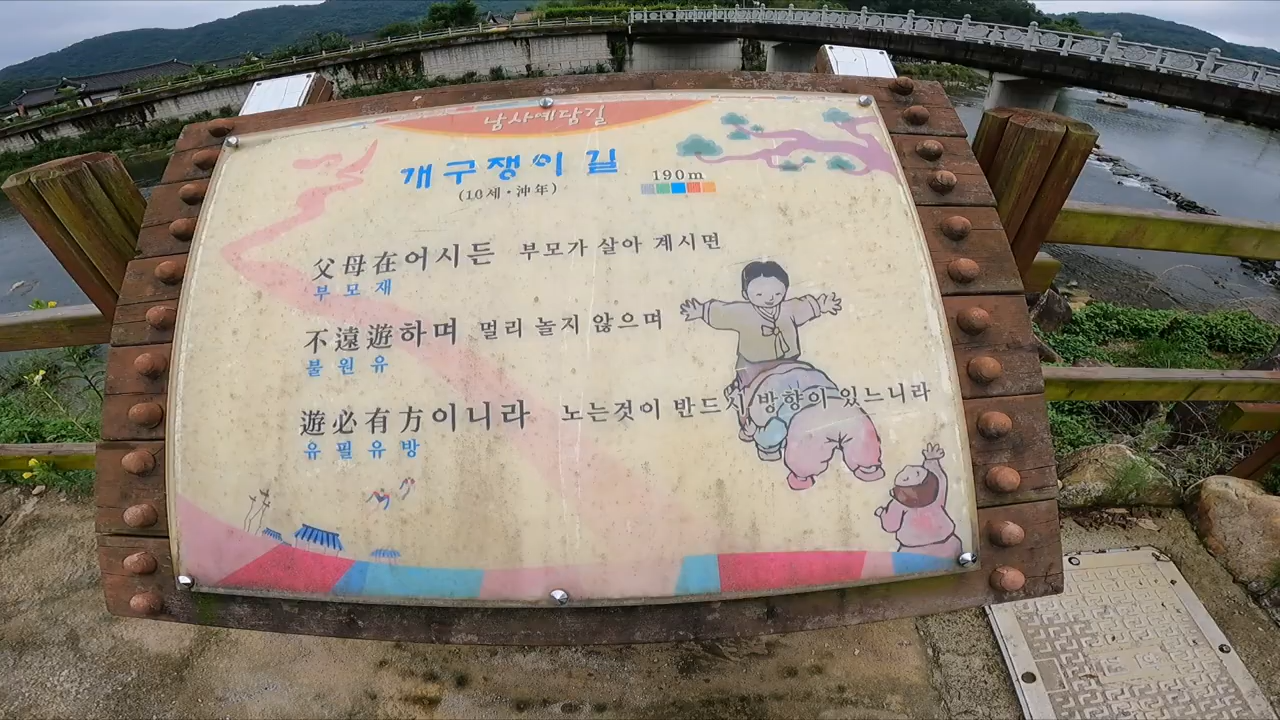 남사예담길
개구쟁이 길
(10세·沖年)
190m
父母在어시든 부모가 살아 계시면
부모재
不遠遊하며 멀리 놀지 않으며
불원유
遊必有方이니라 노는것이 반드시 방향이 있느니라
유필유방